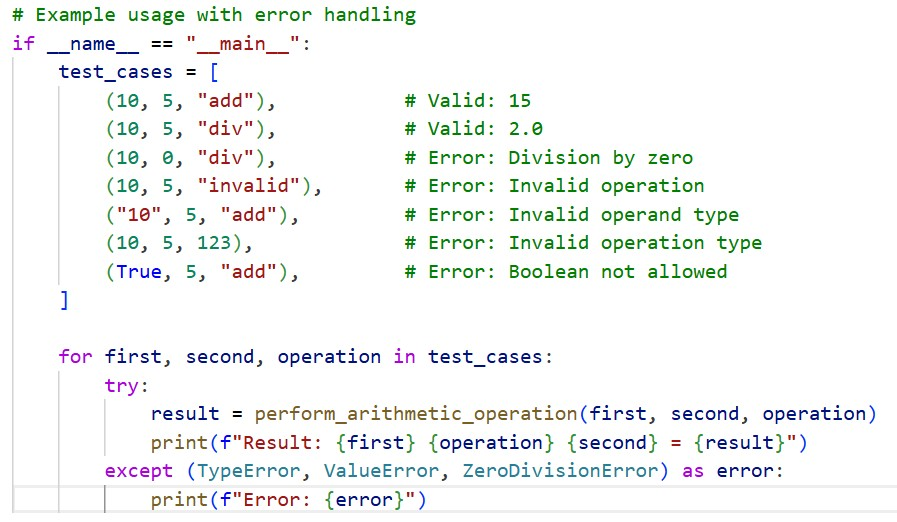 # Example usage with error handling
if __name__ == "__main__":
    test_cases = [
        (10, 5, "add"),           # Valid: 15
        (10, 5, "div"),           # Valid: 2.0
        (10, 0, "div"),           # Error: Division by zero
        (10, 5, "invalid"),       # Error: Invalid operation
        ("10", 5, "add"),         # Error: Invalid operand type
        (10, 5, 123),             # Error: Invalid operation type
        (True, 5, "add"),         # Error: Boolean not allowed
    ]

    for first, second, operation in test_cases:
        try:
            result = perform_arithmetic_operation(first, second, operation)
            print(f"Result: {first} {operation} {second} = {result}")
        except (TypeError, ValueError, ZeroDivisionError) as error:
            print(f"Error: {error}")